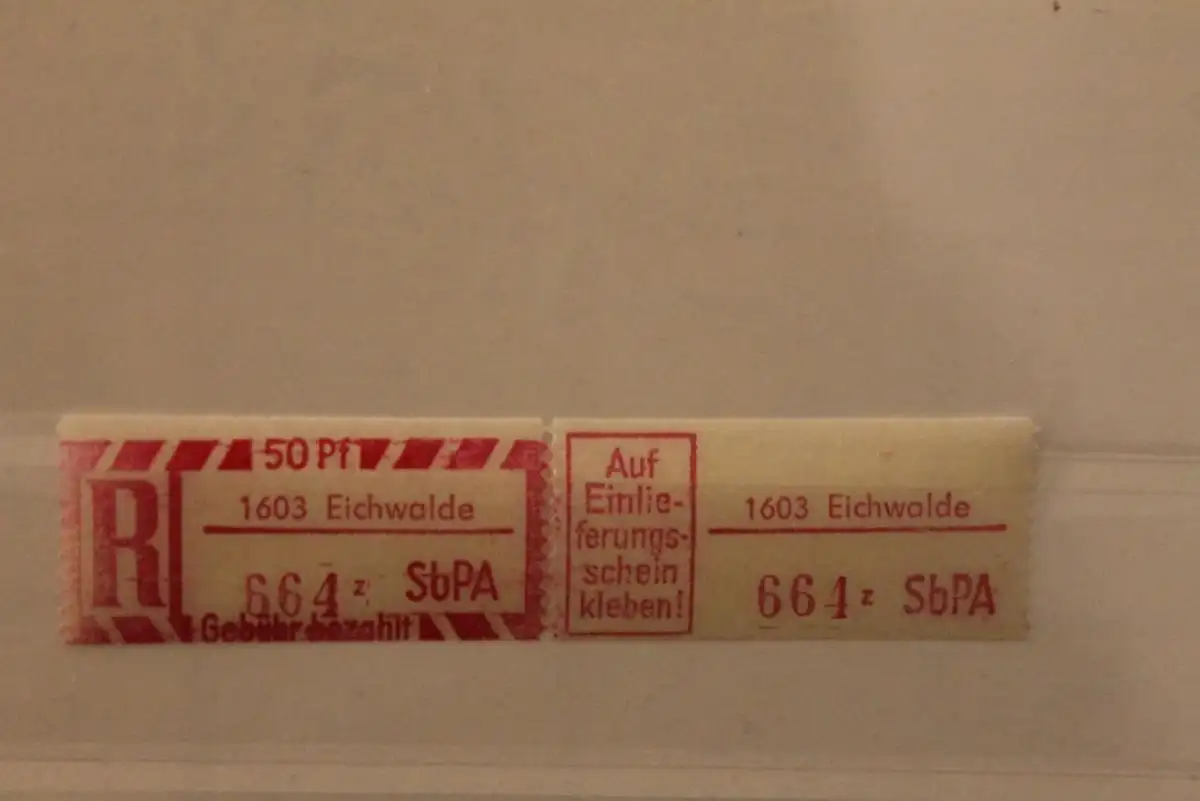 50 Pf
R
1603 Eichwalde
664 z SbPA
Gebühr bezahlt
Auf
Einlie-
ferungs-
schein
kleben!
1603 Eichwalde
664 z SbPA